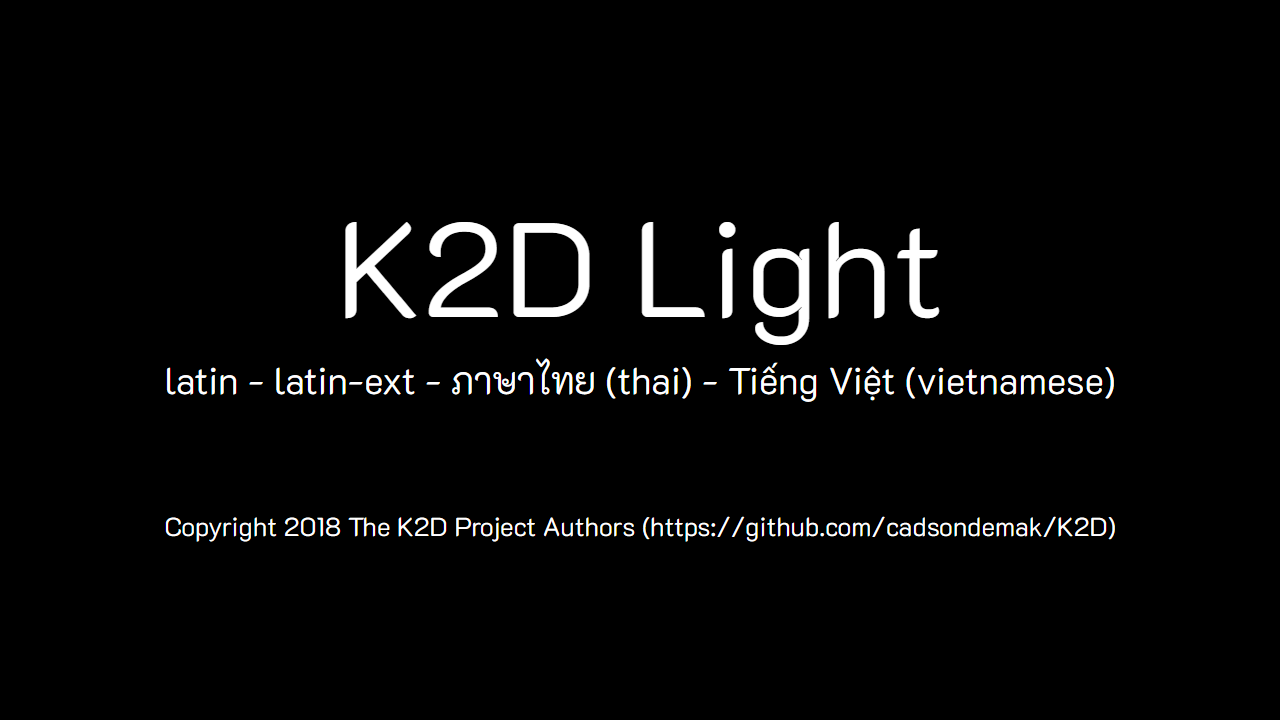 K2D Light
latin - latin-ext - ภาษาไทย (thai) - Tiếng Việt (vietnamese)
Copyright 2018 The K2D Project Authors (https://github.com/cadsondemak/K2D)